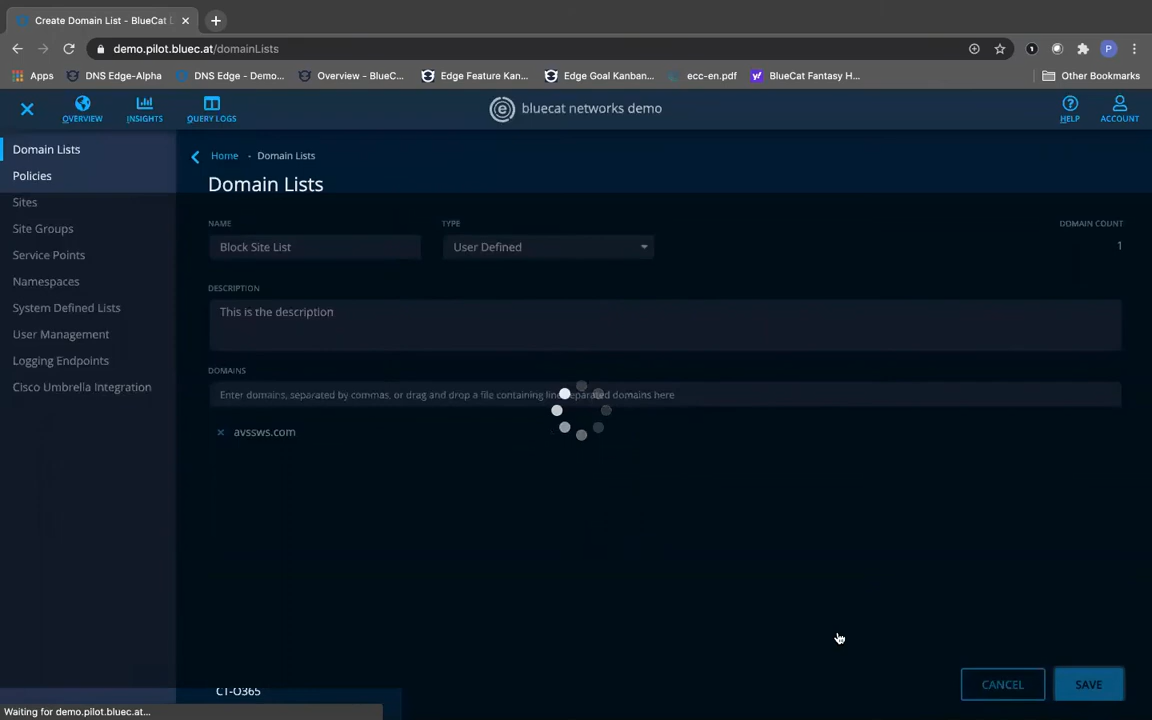 Create Domain List - BlueCat L
demo.pilot.bluec.at/domainLists
Apps
DNS Edge-Alpha
DNS Edge - Demo...
Overview - BlueC...
Edge Feature Kan...
Edge Goal Kanban...
ecc-en.pdf
BlueCat Fantasy H...
Other Bookmarks
OVERVIEW
INSIGHTS
QUERY LOGS
bluecat networks demo
HELP
ACCOUNT
Domain Lists
Policies
Sites
Site Groups
Service Points
Namespaces
System Defined Lists
User Management
Logging Endpoints
Cisco Umbrella Integration
Home - Domain Lists
Domain Lists
NAME
TYPE
DOMAIN COUNT
Block Site List
User Defined
1
DESCRIPTION
This is the description
DOMAINS
Enter domains, separated by commas, or drag and drop a file containing line separated domains here
avssws.com
CANCEL
SAVE
CT-O365
Waiting for demo.pilot.bluec.at...